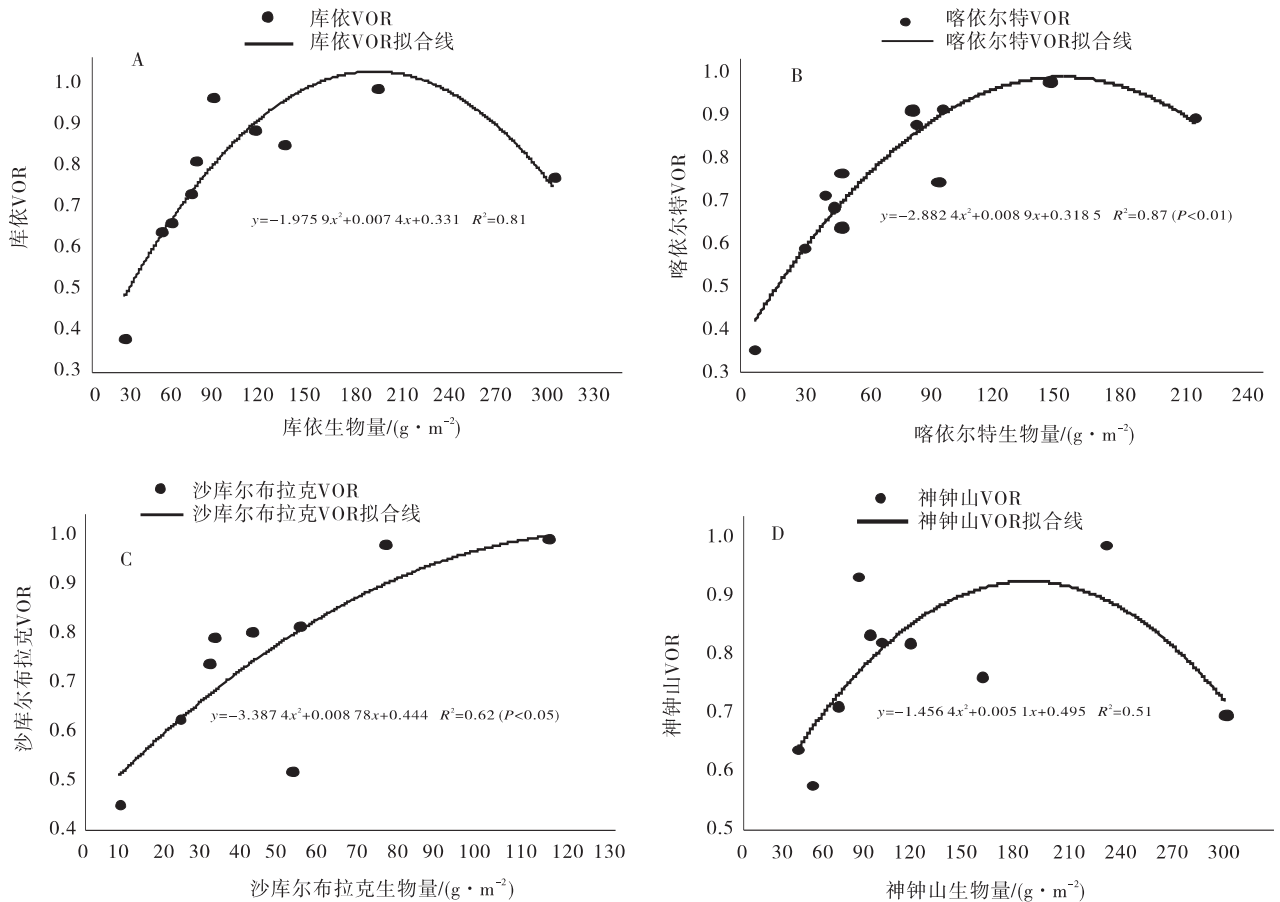 库依VOR
库依VOR拟合线
A
1.0
0.9
0.8
0.7
0.6
0.5
0.4
0.3
库依VOR
y=−1.975 9x²+0.007 4x+0.331 R²=0.81
0 30 60 90 120 150 180 210 240 270 300 330
库依生物量/(g·m⁻²)
喀依尔特VOR
喀依尔特VOR拟合线
B
1.0
0.9
0.8
0.7
0.6
0.5
0.4
0.3
喀依尔特VOR
y=−2.882 4x²+0.008 9x+0.318 5 R²=0.87 (P<0.01)
0 30 60 90 120 150 180 210 240
喀依尔特生物量/(g·m⁻²)
沙库尔布拉克VOR
沙库尔布拉克VOR拟合线
C
1.0
0.9
0.8
0.7
0.6
0.5
0.4
沙库尔布拉克VOR
y=−3.387 4x²+0.008 78x+0.444 R²=0.62 (P<0.05)
0 10 20 30 40 50 60 70 80 90 100 110 120 130
沙库尔布拉克生物量/(g·m⁻²)
神钟山VOR
神钟山VOR拟合线
D
1.0
0.9
0.8
0.7
0.6
0.5
神钟山VOR
y=−1.456 4x²+0.005 1x+0.495 R²=0.51
0 30 60 90 120 150 180 210 240 270 300
神钟山生物量/(g·m⁻²)